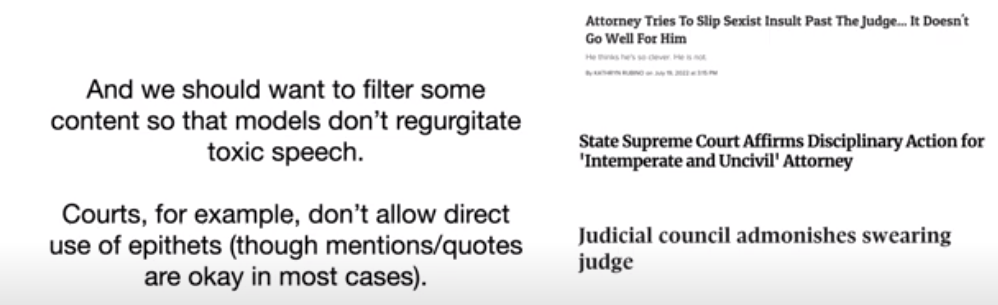 And we should want to filter some
content so that models don't regurgitate
toxic speech.
Courts, for example, don't allow direct
use of epithets (though mentions/quotes
are okay in most cases).
Attorney Tries To Slip Sexist Insult Past The Judge... It Doesn't
Go Well For Him
He thinks he's so clever. He is not.
By KATHRYN RUBINO on July 19, 2022 at 5:15 PM
State Supreme Court Affirms Disciplinary Action for
'Intemperate and Uncivil' Attorney
Judicial council admonishes swearing
judge